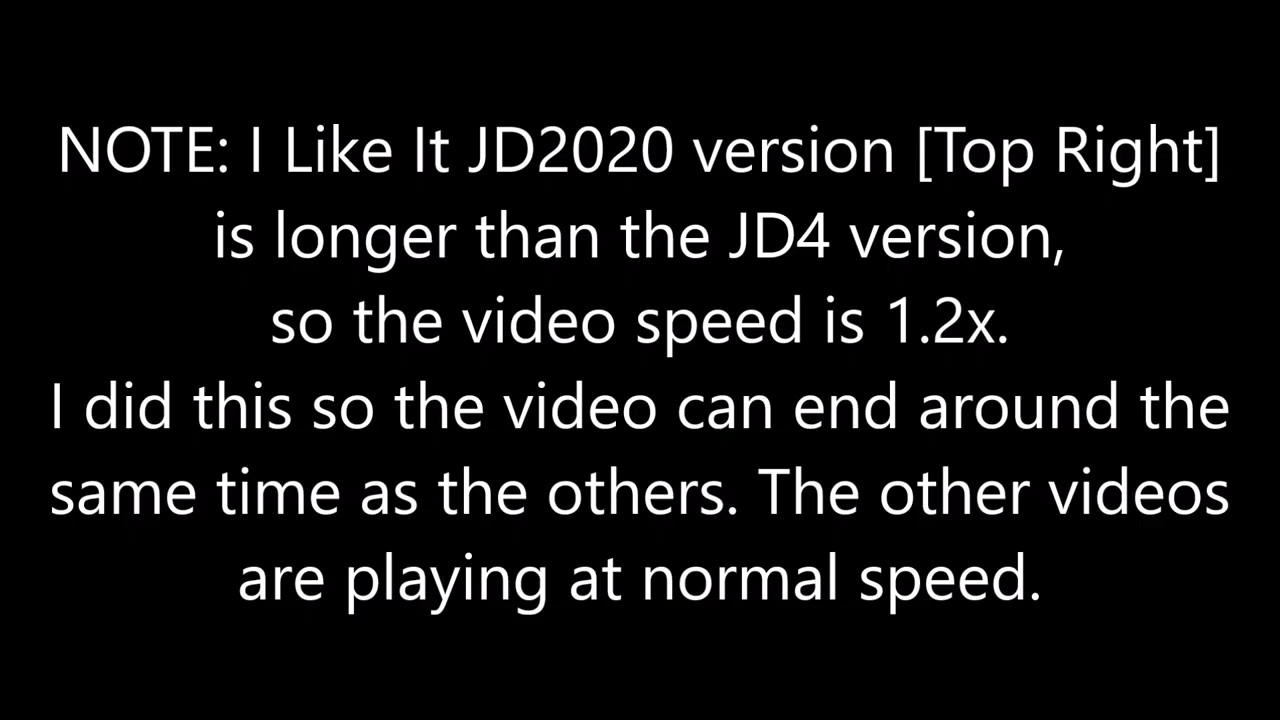 NOTE: I Like It JD2020 version [Top Right]
is longer than the JD4 version,
so the video speed is 1.2x.
I did this so the video can end around the
same time as the others. The other videos
are playing at normal speed.